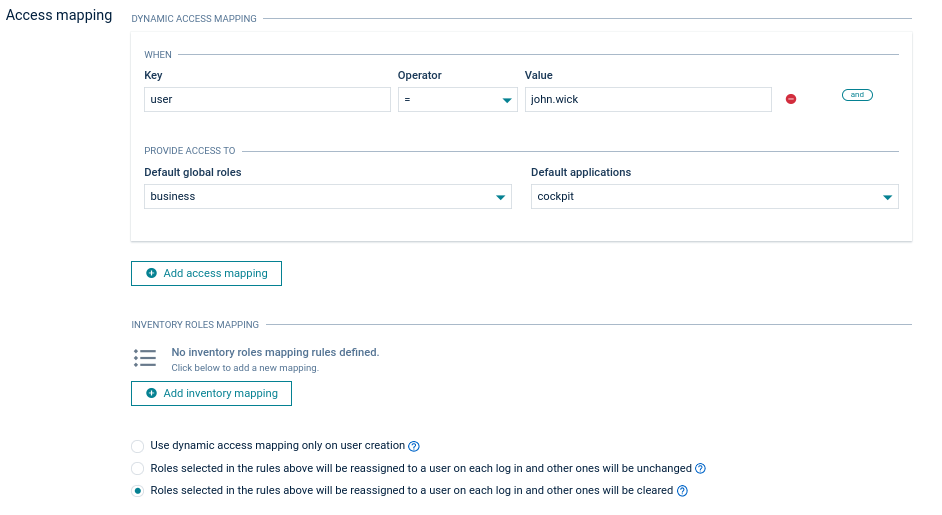 Access mapping
DYNAMIC ACCESS MAPPING
WHEN
Key Operator Value
user = john.wick and
PROVIDE ACCESS TO
Default global roles Default applications
business cockpit
Add access mapping
INVENTORY ROLES MAPPING
No inventory roles mapping rules defined.
Click below to add a new mapping.
Add inventory mapping
Use dynamic access mapping only on user creation
Roles selected in the rules above will be reassigned to a user on each log in and other ones will be unchanged
Roles selected in the rules above will be reassigned to a user on each log in and other ones will be cleared